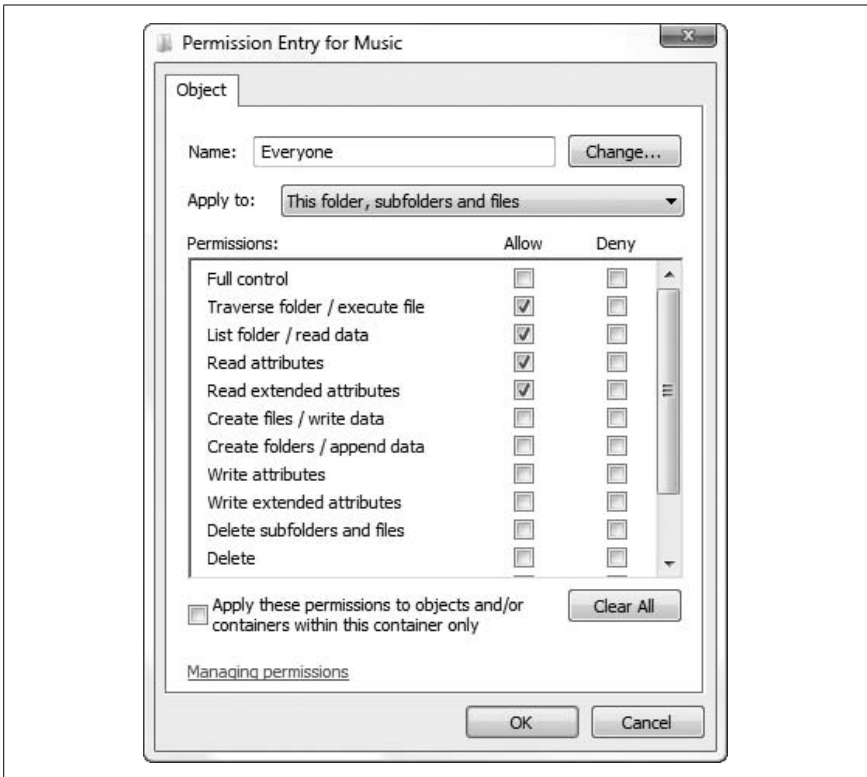 Permission Entry for Music
Object
Name: Everyone Change...
Apply to: This folder, subfolders and files
Permissions: Allow Deny
Full control
Traverse folder / execute file
List folder / read data
Read attributes
Read extended attributes
Create files / write data
Create folders / append data
Write attributes
Write extended attributes
Delete subfolders and files
Delete
Apply these permissions to objects and/or Clear All
containers within this container only
Managing permissions
OK Cancel